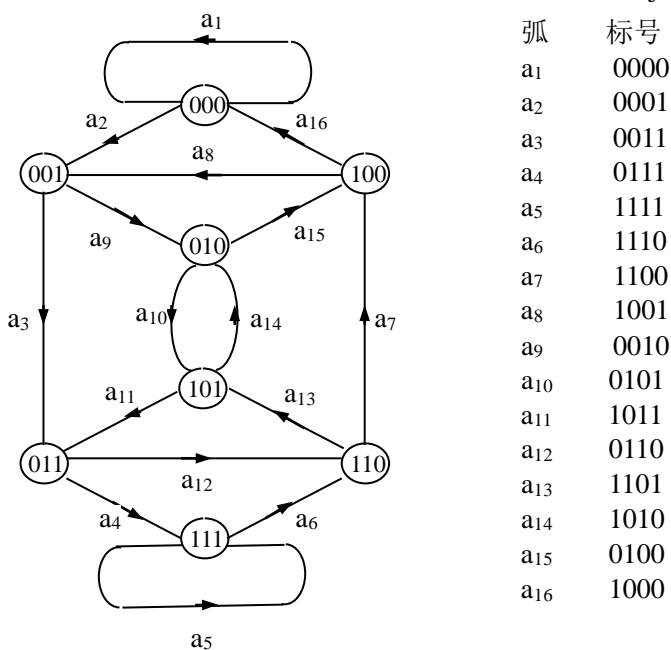 a₁
000
a₂
a₁₆
a₈
001
100
a₉
010
a₁₅
a₃
a₁₀
a₁₄
a₇
a₁₁
101
a₁₃
011
110
a₁₂
a₄
a₆
111
a₅
弧 标号
a₁ 0000
a₂ 0001
a₃ 0011
a₄ 0111
a₅ 1111
a₆ 1110
a₇ 1100
a₈ 1001
a₉ 0010
a₁₀ 0101
a₁₁ 1011
a₁₂ 0110
a₁₃ 1101
a₁₄ 1010
a₁₅ 0100
a₁₆ 1000